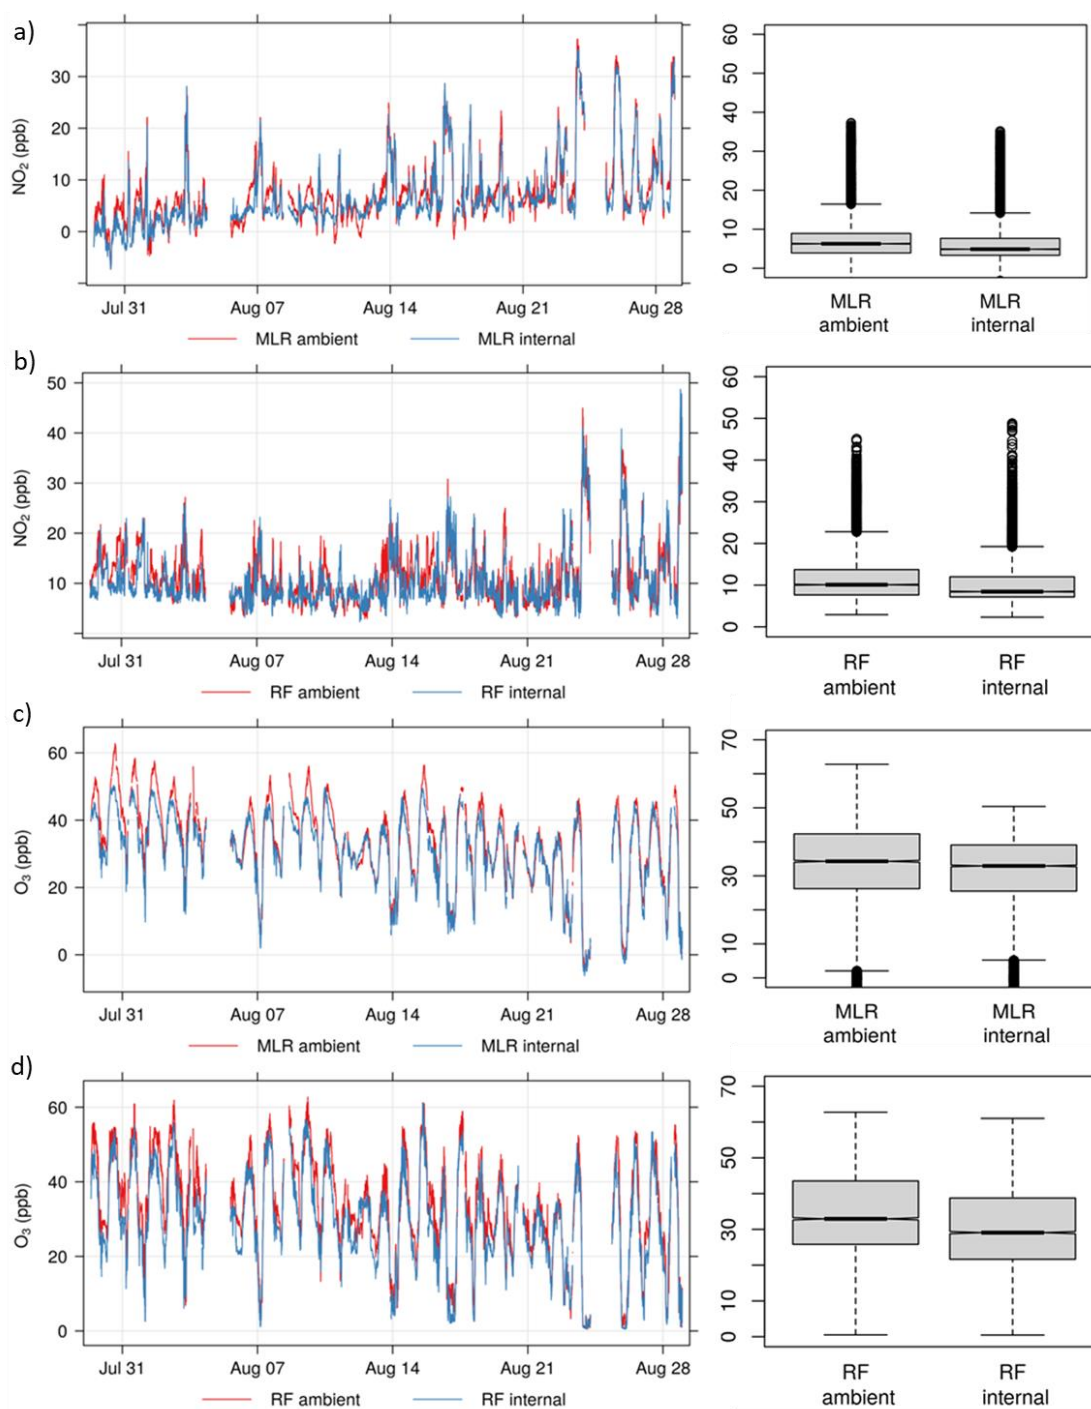 a)
NO2 (ppb)
30
20
10
0
Jul 31
Aug 07
Aug 14
Aug 21
Aug 28
MLR ambient
MLR internal
60
50
40
30
20
10
0
MLR
ambient
MLR
internal
b)
NO2 (ppb)
50
40
30
20
10
Jul 31
Aug 07
Aug 14
Aug 21
Aug 28
RF ambient
RF internal
60
50
40
30
20
10
0
RF
ambient
RF
internal
c)
O3 (ppb)
60
40
20
0
Jul 31
Aug 07
Aug 14
Aug 21
Aug 28
MLR ambient
MLR internal
70
50
30
10
0
MLR
ambient
MLR
internal
d)
O3 (ppb)
60
40
20
0
Jul 31
Aug 07
Aug 14
Aug 21
Aug 28
RF ambient
RF internal
70
50
30
10
0
RF
ambient
RF
internal